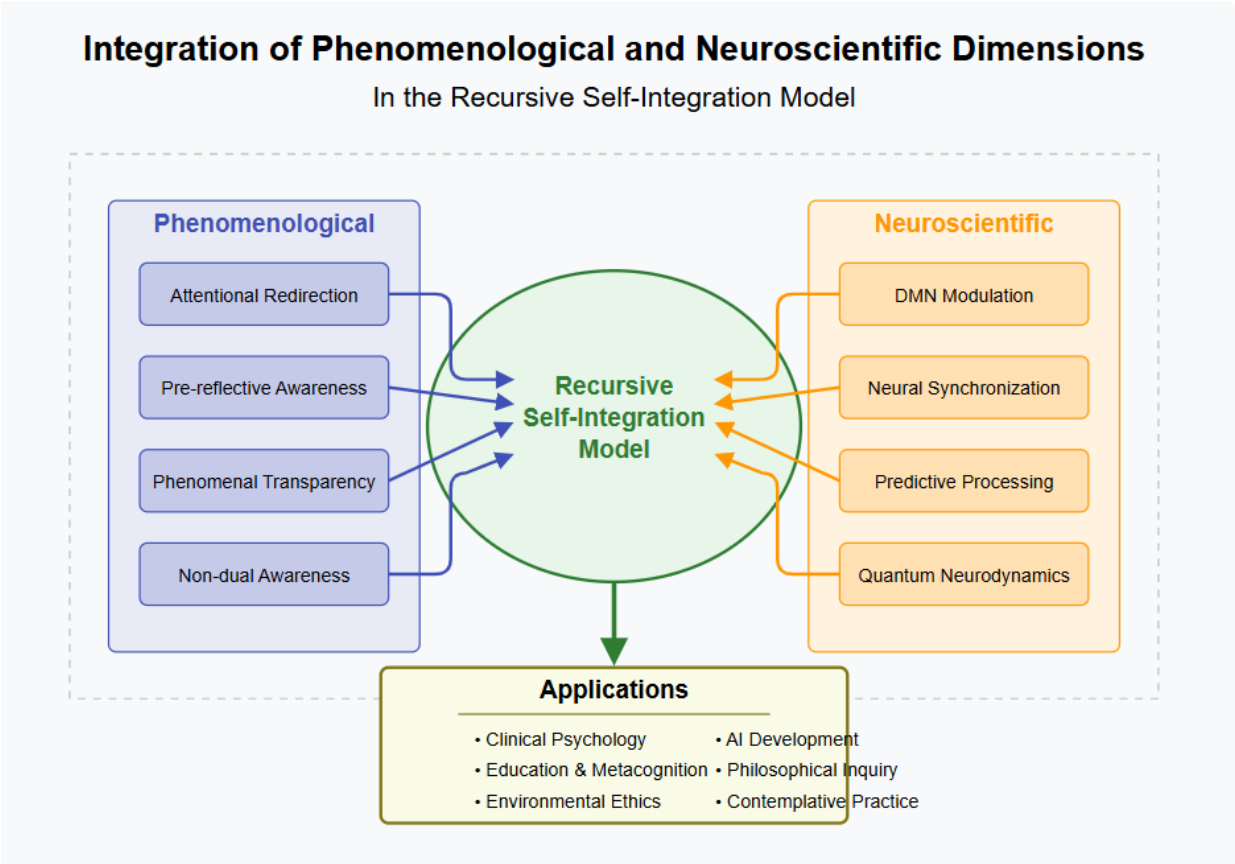 Integration of Phenomenological and Neuroscientific Dimensions
In the Recursive Self-Integration Model
Phenomenological
Attentional Redirection
Pre-reflective Awareness
Phenomenal Transparency
Non-dual Awareness
Recursive
Self-Integration
Model
Neuroscientific
DMN Modulation
Neural Synchronization
Predictive Processing
Quantum Neurodynamics
Applications
• Clinical Psychology
• Education & Metacognition
• Environmental Ethics
• AI Development
• Philosophical Inquiry
• Contemplative Practice